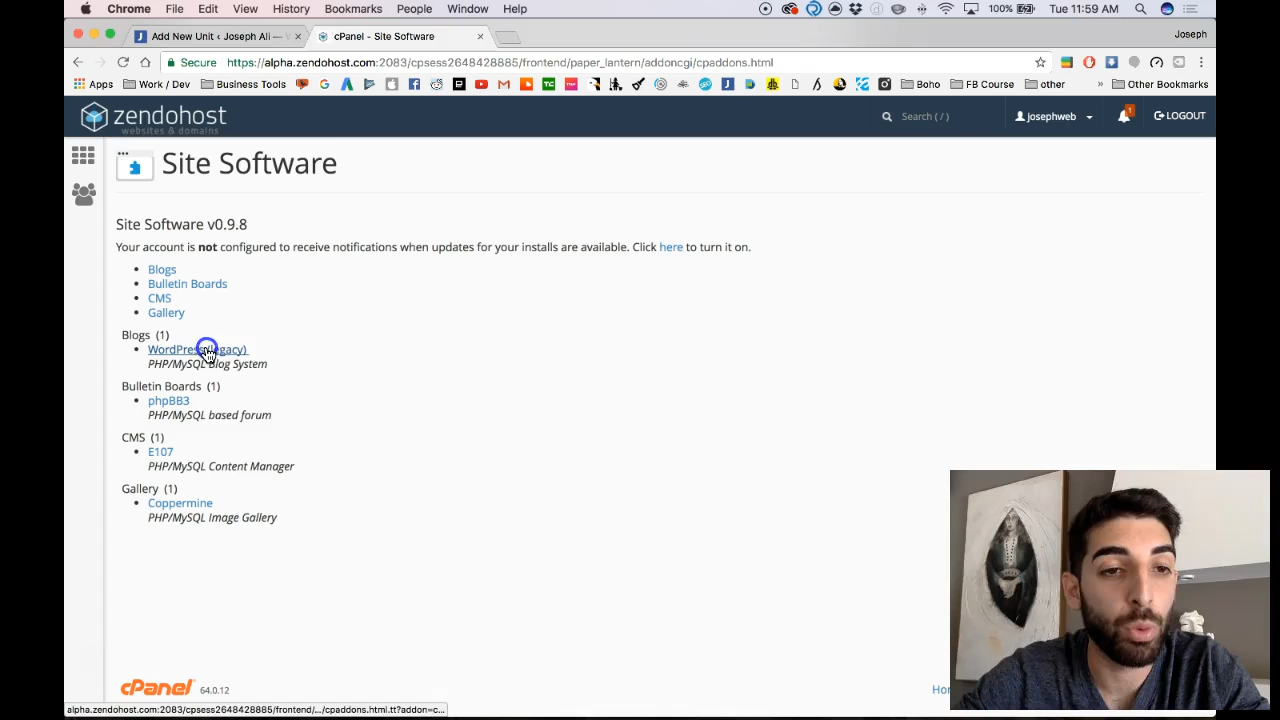 Chrome File Edit View History Bookmarks People Window Help 100% Tue 11:59 AM
Add New Unit ‹ Joseph Ali – cPanel - Site Software Joseph
Secure https://alpha.zendohost.com:2083/cpsess2648428885/frontend/paper_lantern/addoncgi/cpaddons.html
Apps Work / Dev Business Tools Boho FB Course other » Other Bookmarks
zendohost
websites & domains
Search ( / ) josephweb 1 LOGOUT
Site Software
Site Software v0.9.8
Your account is not configured to receive notifications when updates for your installs are available. Click here to turn it on.
Blogs
Bulletin Boards
CMS
Gallery
Blogs (1)
WordPress (legacy)
PHP/MySQL Blog System
Bulletin Boards (1)
phpBB3
PHP/MySQL based forum
CMS (1)
E107
PHP/MySQL Content Manager
Gallery (1)
Coppermine
PHP/MySQL Image Gallery
cPanel 64.0.12
alpha.zendohost.com:2083/cpsess2648428885/frontend/.../cpaddons.html.tt?addon=c...